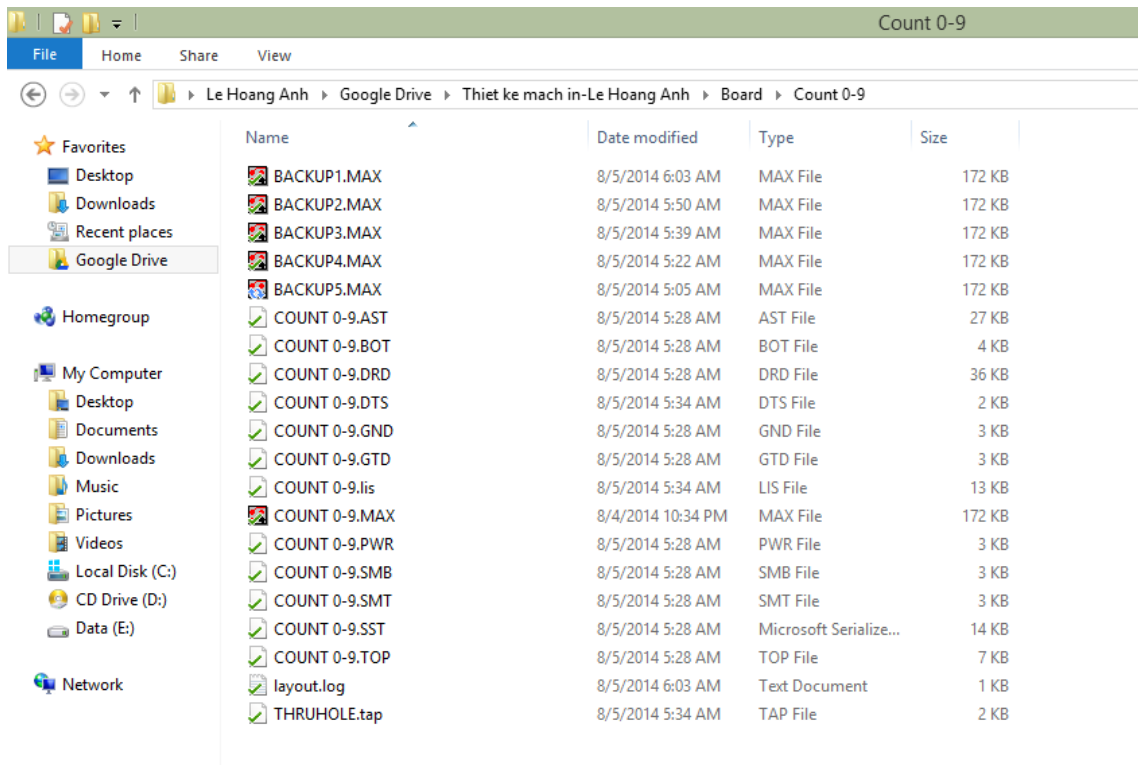 Count 0-9
File Home Share View
Le Hoang Anh Google Drive Thiet ke mach in-Le Hoang Anh Board Count 0-9
Favorites
Desktop
Downloads
Recent places
Google Drive
Homegroup
My Computer
Desktop
Documents
Downloads
Music
Pictures
Videos
Local Disk (C:)
CD Drive (D:)
Data (E:)
Network
Name Date modified Type Size
BACKUP1.MAX 8/5/2014 6:03 AM MAX File 172 KB
BACKUP2.MAX 8/5/2014 5:50 AM MAX File 172 KB
BACKUP3.MAX 8/5/2014 5:39 AM MAX File 172 KB
BACKUP4.MAX 8/5/2014 5:22 AM MAX File 172 KB
BACKUP5.MAX 8/5/2014 5:05 AM MAX File 172 KB
COUNT 0-9.AST 8/5/2014 5:28 AM AST File 27 KB
COUNT 0-9.BOT 8/5/2014 5:28 AM BOT File 4 KB
COUNT 0-9.DRD 8/5/2014 5:28 AM DRD File 36 KB
COUNT 0-9.DTS 8/5/2014 5:34 AM DTS File 2 KB
COUNT 0-9.GND 8/5/2014 5:28 AM GND File 3 KB
COUNT 0-9.GTD 8/5/2014 5:28 AM GTD File 3 KB
COUNT 0-9.lis 8/5/2014 5:34 AM LIS File 13 KB
COUNT 0-9.MAX 8/4/2014 10:34 PM MAX File 172 KB
COUNT 0-9.PWR 8/5/2014 5:28 AM PWR File 3 KB
COUNT 0-9.SMB 8/5/2014 5:28 AM SMB File 3 KB
COUNT 0-9.SMT 8/5/2014 5:28 AM SMT File 3 KB
COUNT 0-9.SST 8/5/2014 5:28 AM Microsoft Serialize... 14 KB
COUNT 0-9.TOP 8/5/2014 5:28 AM TOP File 7 KB
layout.log 8/5/2014 6:03 AM Text Document 1 KB
THRUHOLE.tap 8/5/2014 5:34 AM TAP File 2 KB